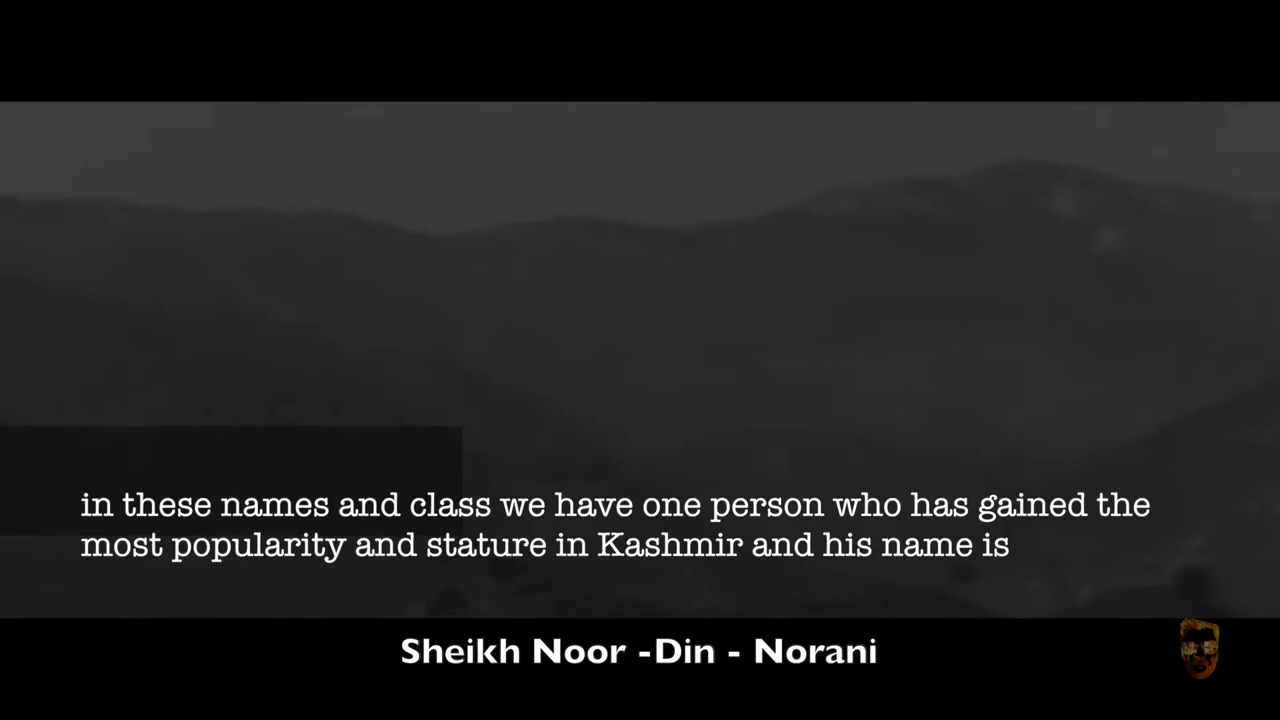 in these names and class we have one person who has gained the
most popularity and stature in Kashmir and his name is
Sheikh Noor -Din - Norani